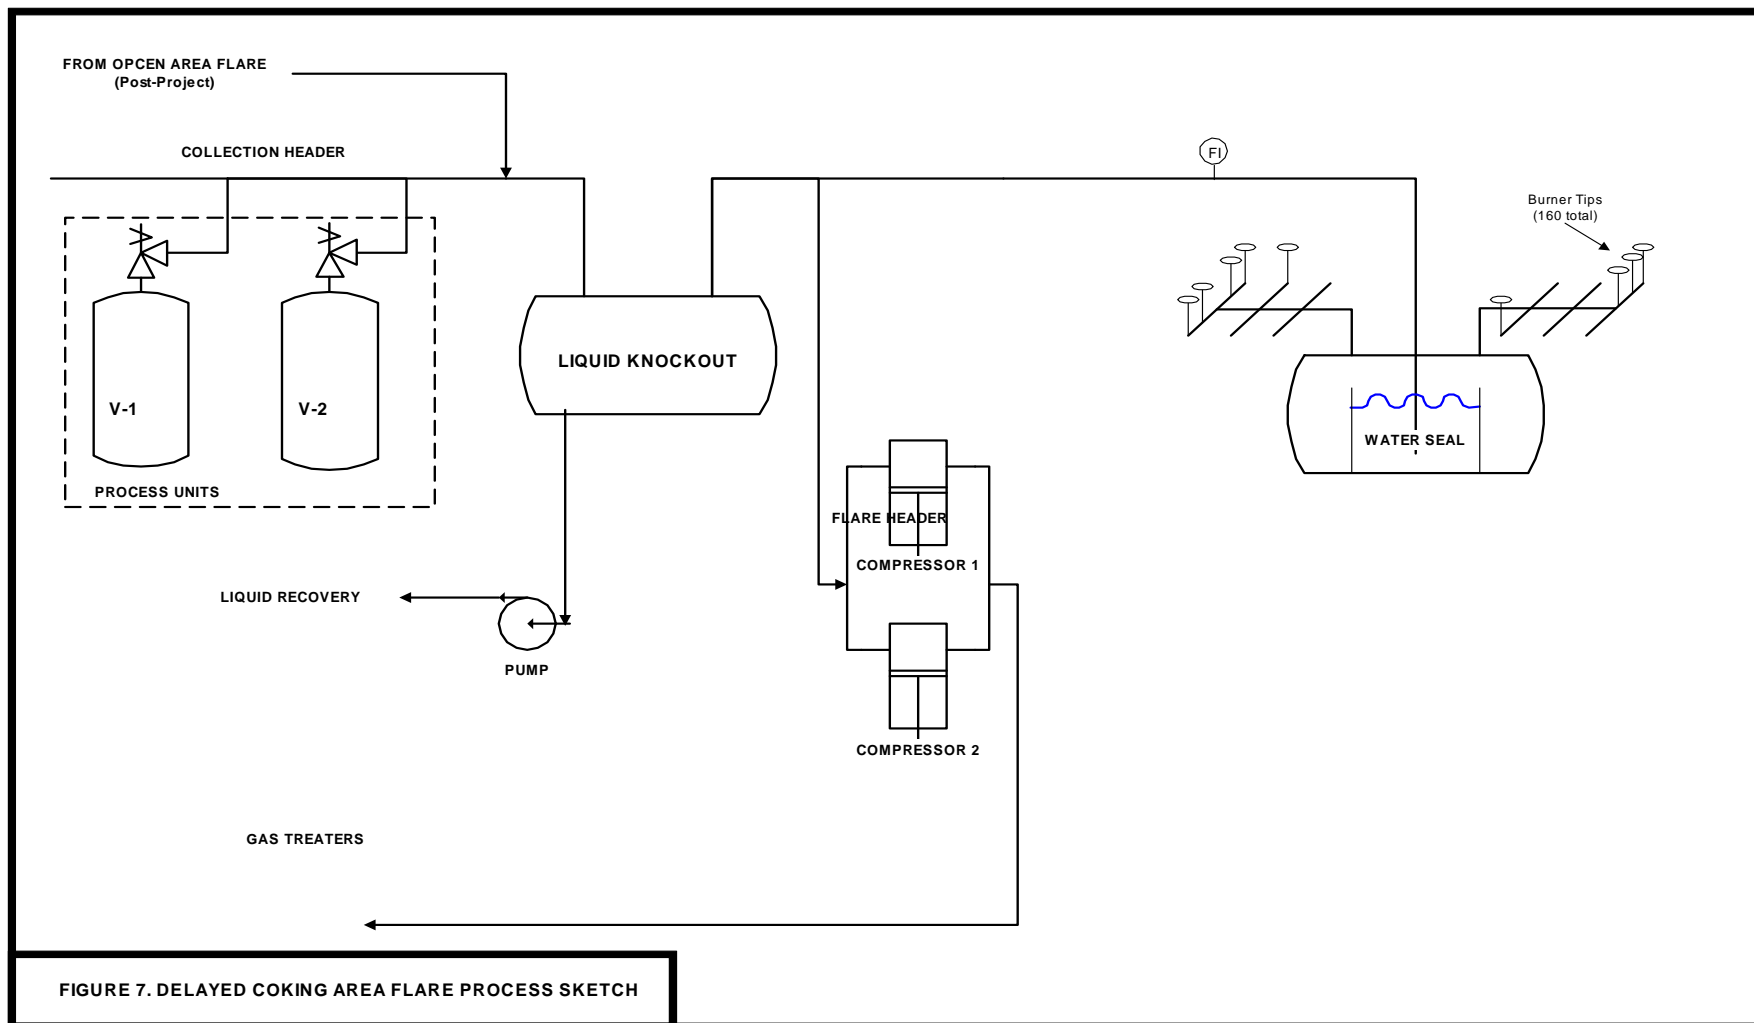 FROM OPCEN AREA FLARE
(Post-Project)
COLLECTION HEADER
FI
Burner Tips
(160 total)
LIQUID KNOCKOUT
V-1
V-2
WATER SEAL
PROCESS UNITS
FLARE HEADER
COMPRESSOR 1
LIQUID RECOVERY
PUMP
COMPRESSOR 2
GAS TREATERS
FIGURE 7. DELAYED COKING AREA FLARE PROCESS SKETCH